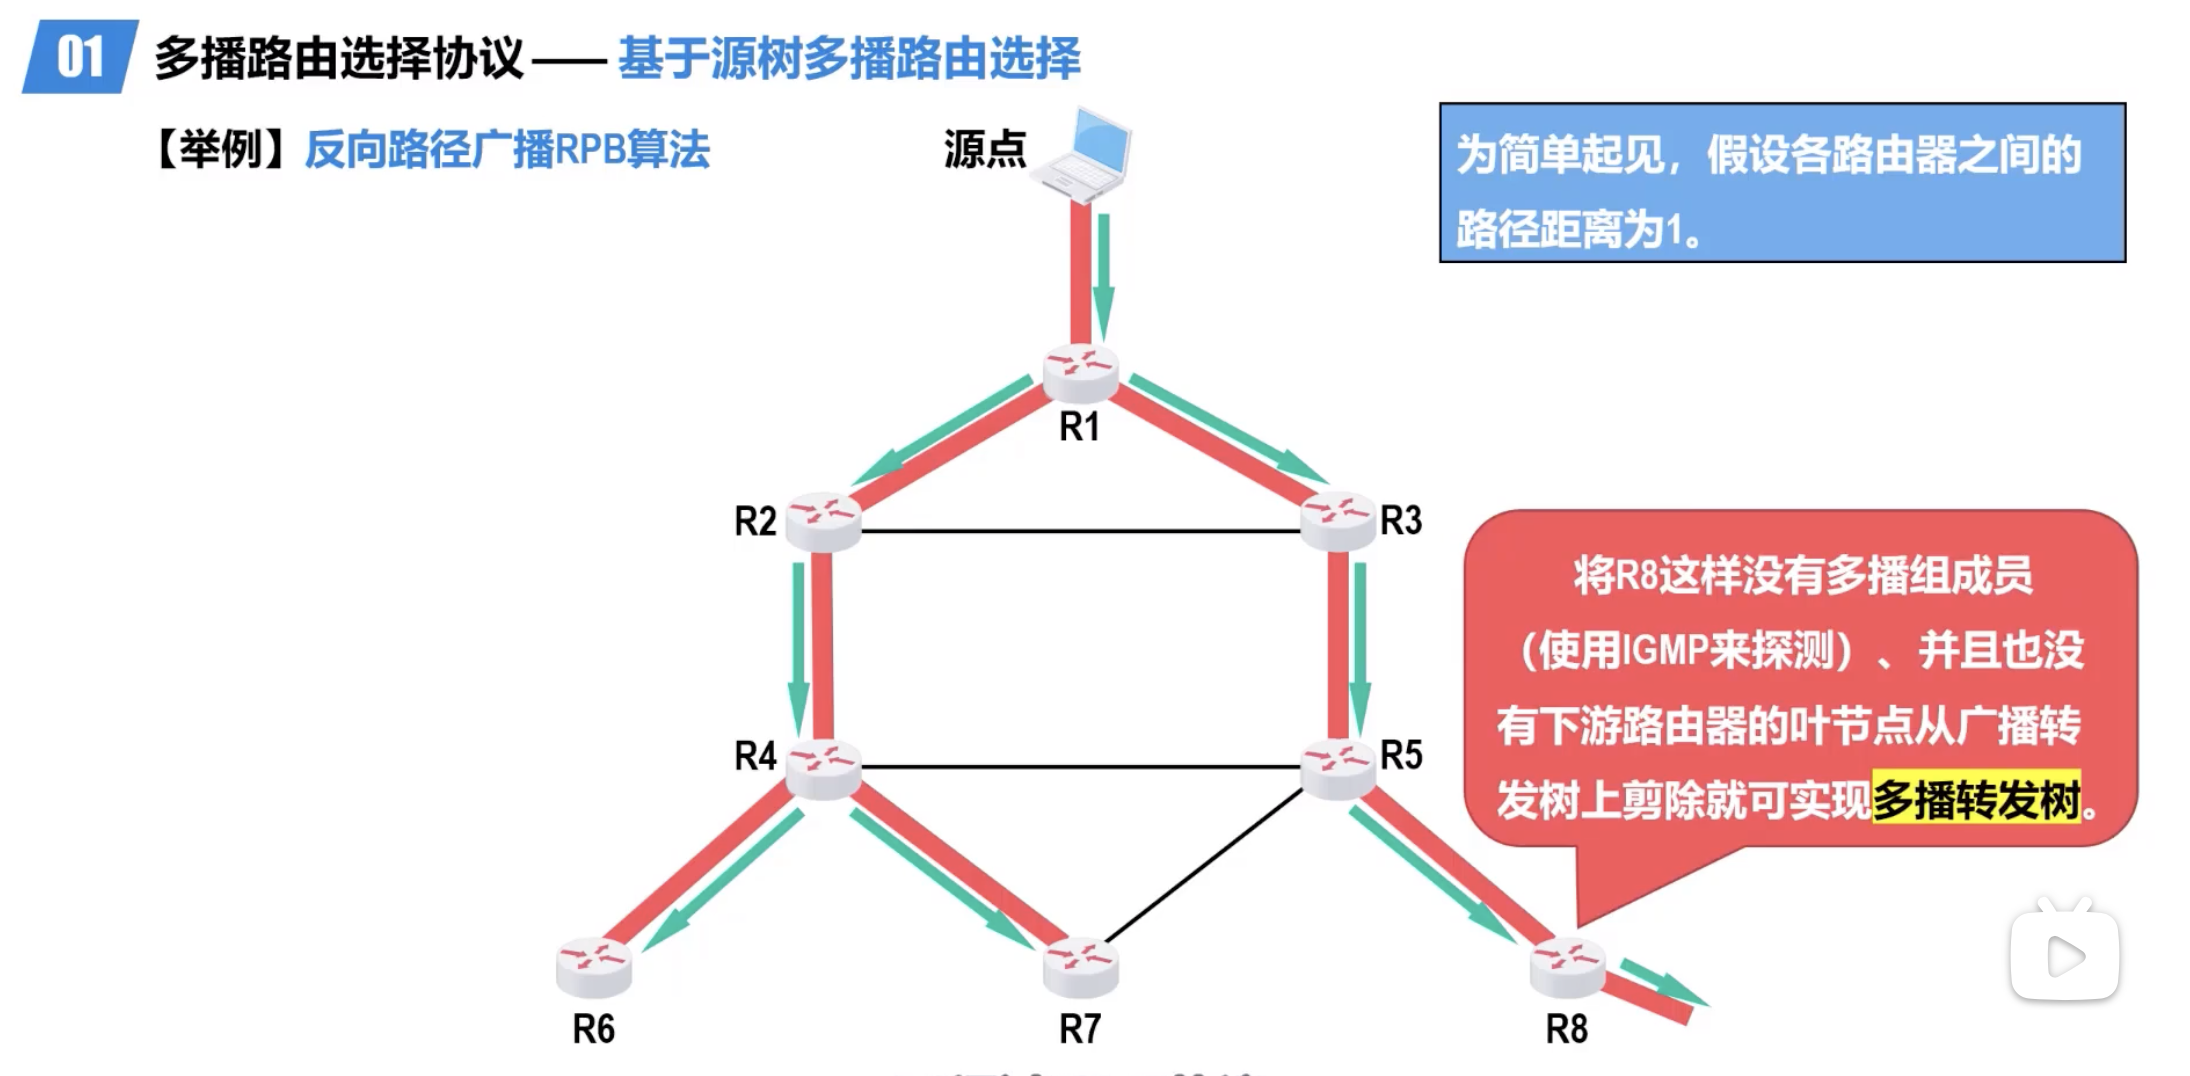 01 多播路由选择协议 —— 基于源树多播路由选择
【举例】反向路径广播RPB算法
源点
为简单起见，假设各路由器之间的
路径距离为1。
R1
R2
R3
将R8这样没有多播组成员
（使用IGMP来探测）、并且也没
有下游路由器的叶节点从广播转
发树上剪除就可实现多播转发树。
R4
R5
R6
R7
R8